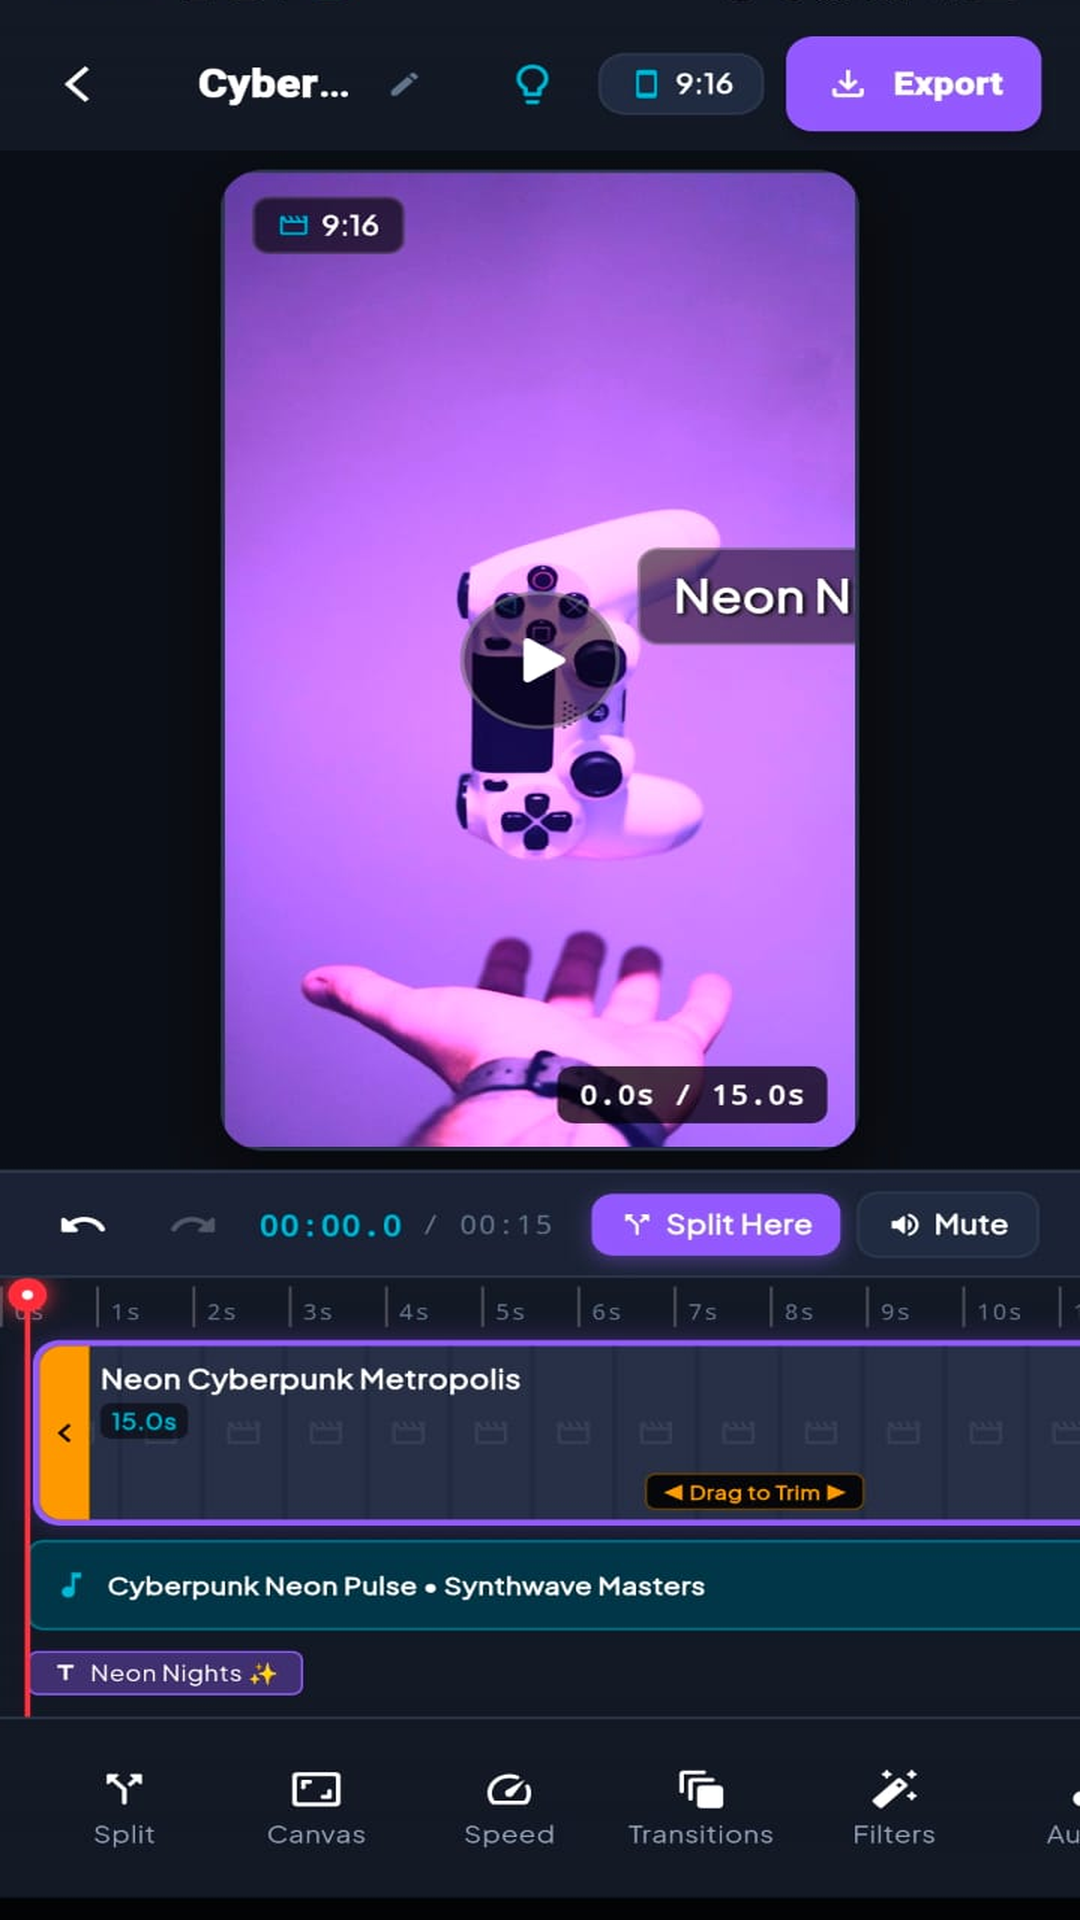 Cyber...
9:16
Export
9:16
Neon N
0.0s / 15.0s
00:00.0 / 00:15
Split Here
Mute
1s 2s 3s 4s 5s 6s 7s 8s 9s 10s
Neon Cyberpunk Metropolis
15.0s
◀ Drag to Trim ▶
Cyberpunk Neon Pulse • Synthwave Masters
T Neon Nights ✨
Split
Canvas
Speed
Transitions
Filters
Au